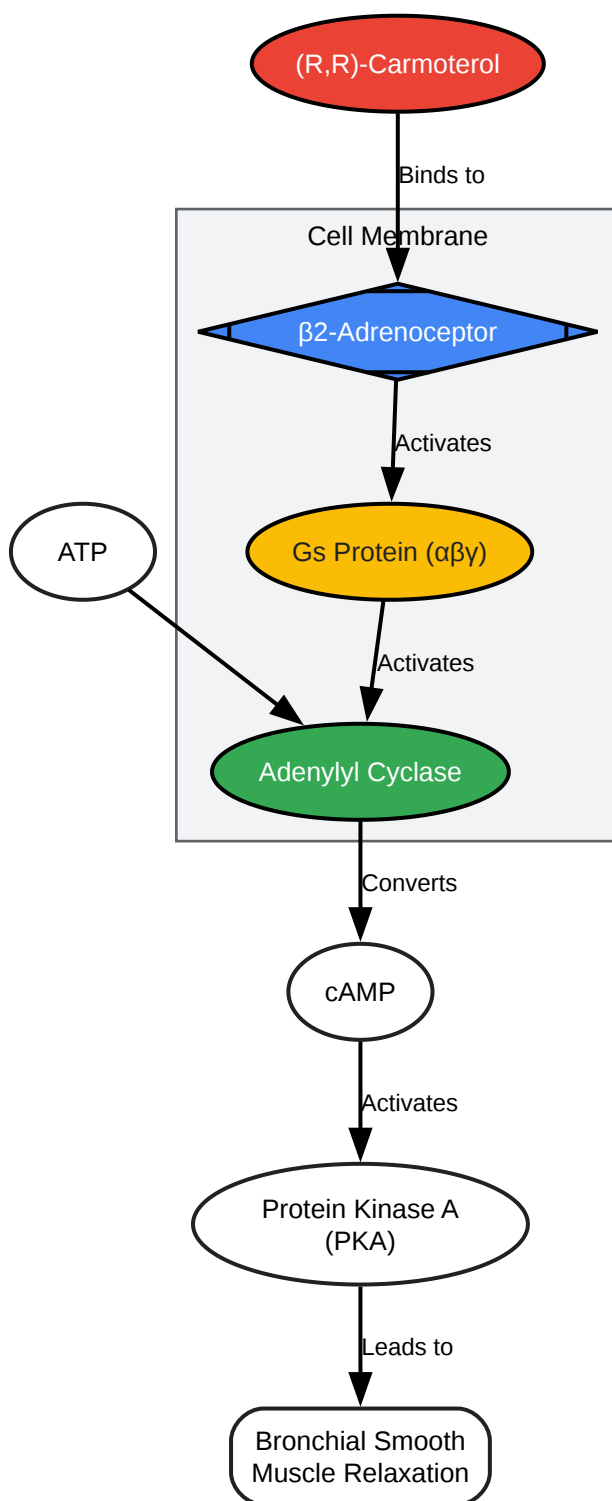 (R,R)-Carmoterol
Binds to
Cell Membrane
β2-Adrenoceptor
Activates
ATP
Gs Protein (αβγ)
Activates
Adenylyl Cyclase
Converts
cAMP
Activates
Protein Kinase A
(PKA)
Leads to
Bronchial Smooth
Muscle Relaxation